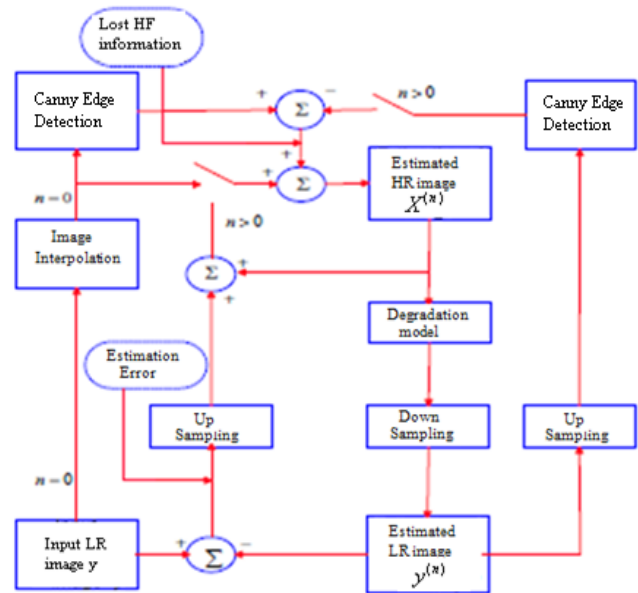 Lost HF
information
Canny Edge
Detection
+
Σ
−
n>0
Canny Edge
Detection
+
n=0
+
Σ
Estimated
HR image
X^(n)
n>0
Image
Interpolation
Σ
+
+
Degradation
model
Estimation
Error
Up
Sampling
Down
Sampling
Up
Sampling
n=0
Input LR
image y
+
Σ
−
Estimated
LR image
y^(n)